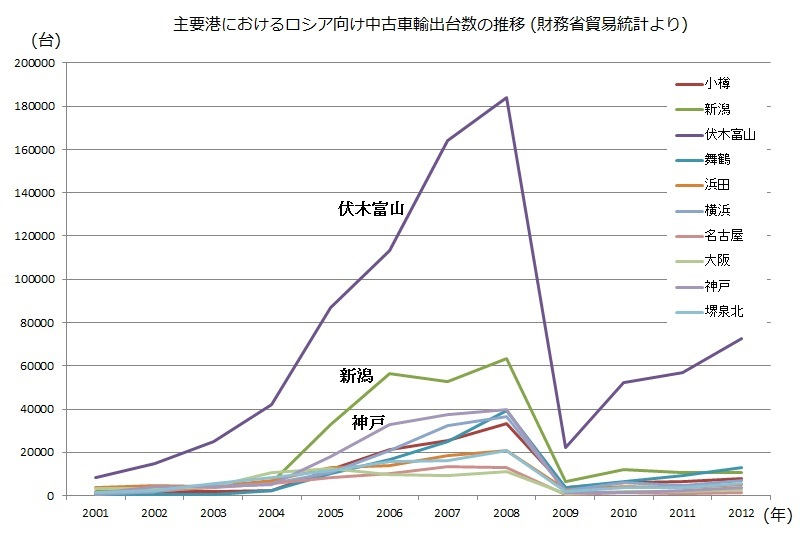 主要港におけるロシア向け中古車輸出台数の推移 (財務省貿易統計より)
(台)
200000
180000
160000
140000
120000
100000
80000
60000
40000
20000
0
小樽
新潟
伏木富山
舞鶴
浜田
横浜
名古屋
大阪
神戸
堺泉北
伏木富山
新潟
神戸
2001 2002 2003 2004 2005 2006 2007 2008 2009 2010 2011 2012 (年)